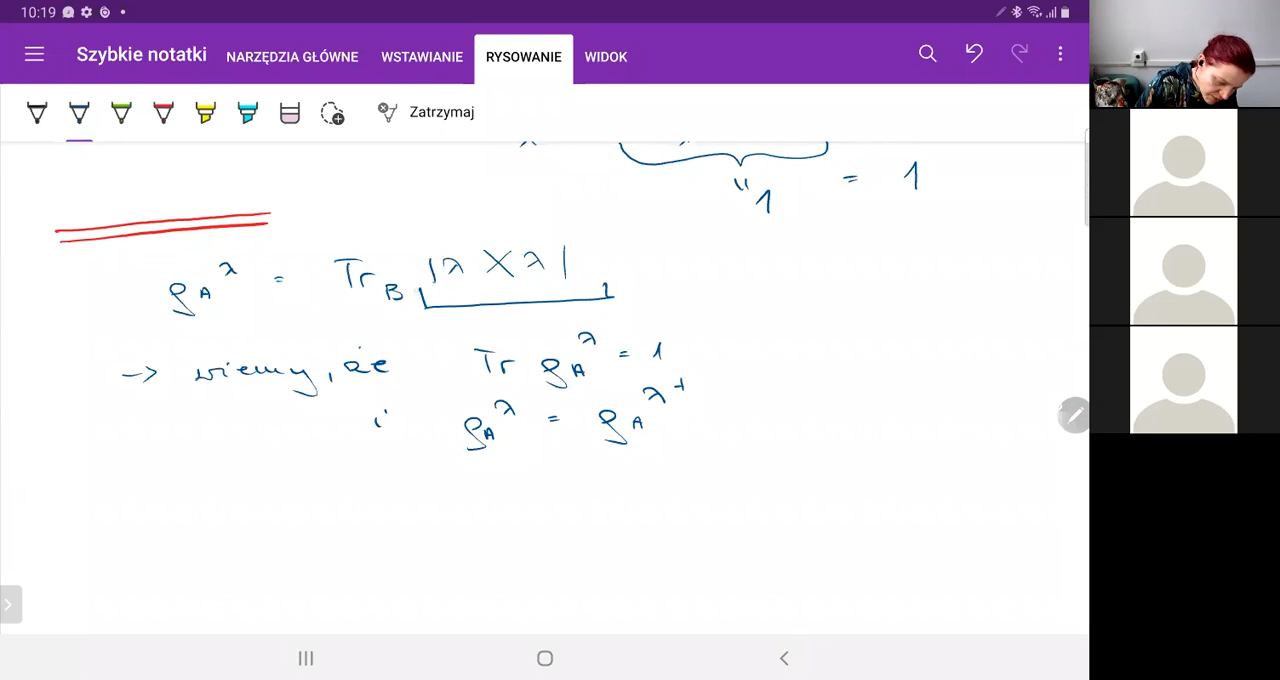 10:19
Szybkie notatki NARZĘDZIA GŁÓWNE WSTAWIANIE RYSOWANIE WIDOK
Zatrzymaj
"1 = 1
ρ_A^λ = Tr_B |λ X λ|
→ wiemy, że Tr ρ_A^λ = 1
i ρ_A^λ = ρ_A^λ+